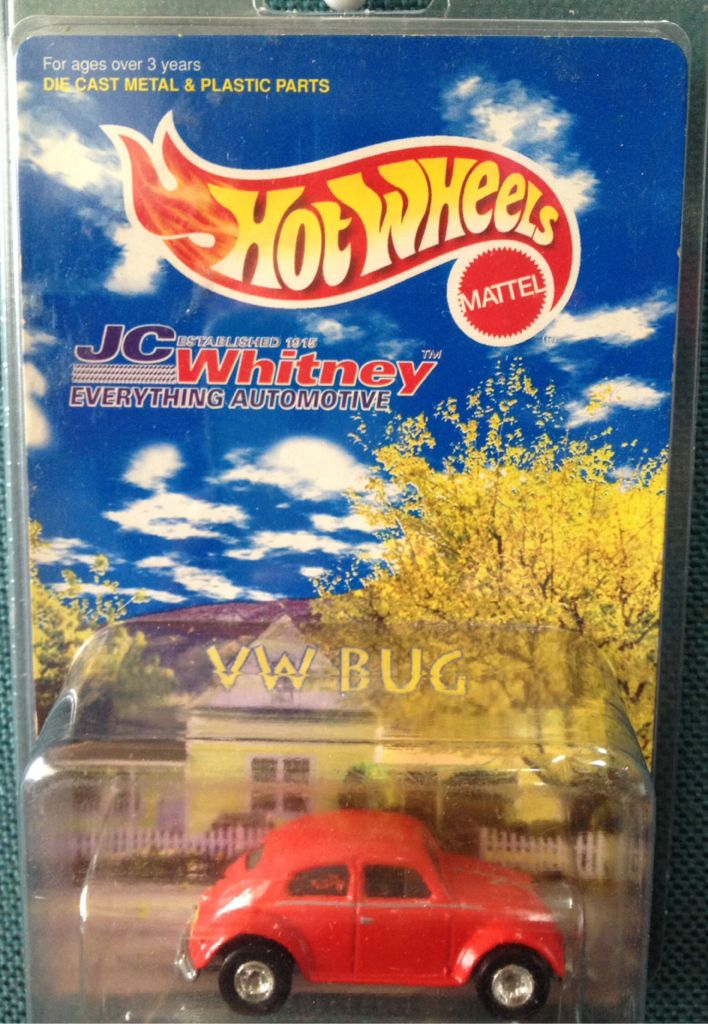 For ages over 3 years
DIE CAST METAL & PLASTIC PARTS
HOT WHEELS
MATTEL
JC ESTABLISHED 1915
Whitney™
EVERYTHING AUTOMOTIVE
VW BUG